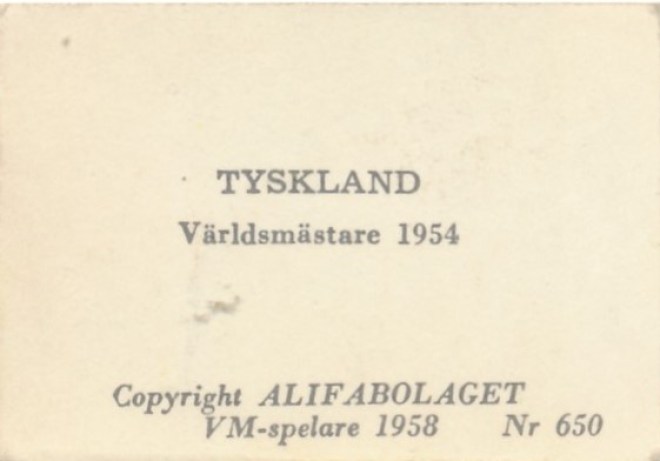 TYSKLAND
Världsmästare 1954
Copyright ALIFABOLAGET
VM-spelare 1958 Nr 650